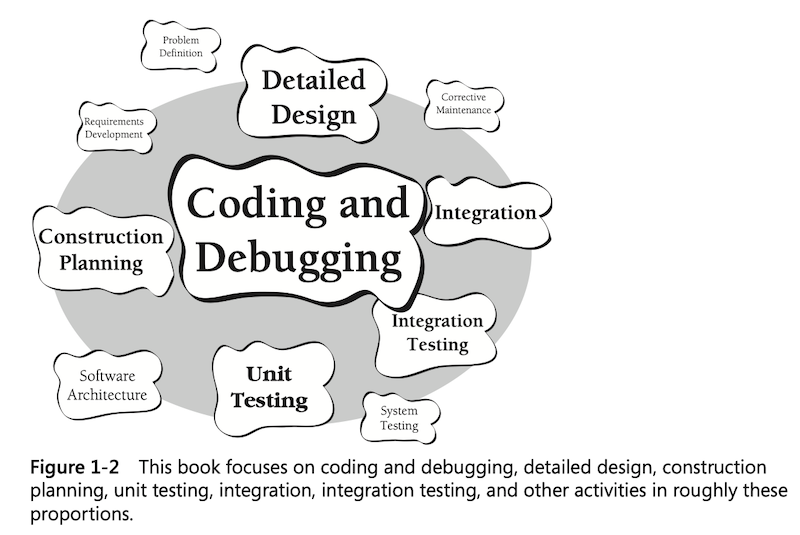 Problem
Definition
Detailed
Design
Corrective
Maintenance
Requirements
Development
Coding and
Debugging
Integration
Construction
Planning
Integration
Testing
Software
Architecture
Unit
Testing
System
Testing
Figure 1-2 This book focuses on coding and debugging, detailed design, construction
planning, unit testing, integration, integration testing, and other activities in roughly these
proportions.